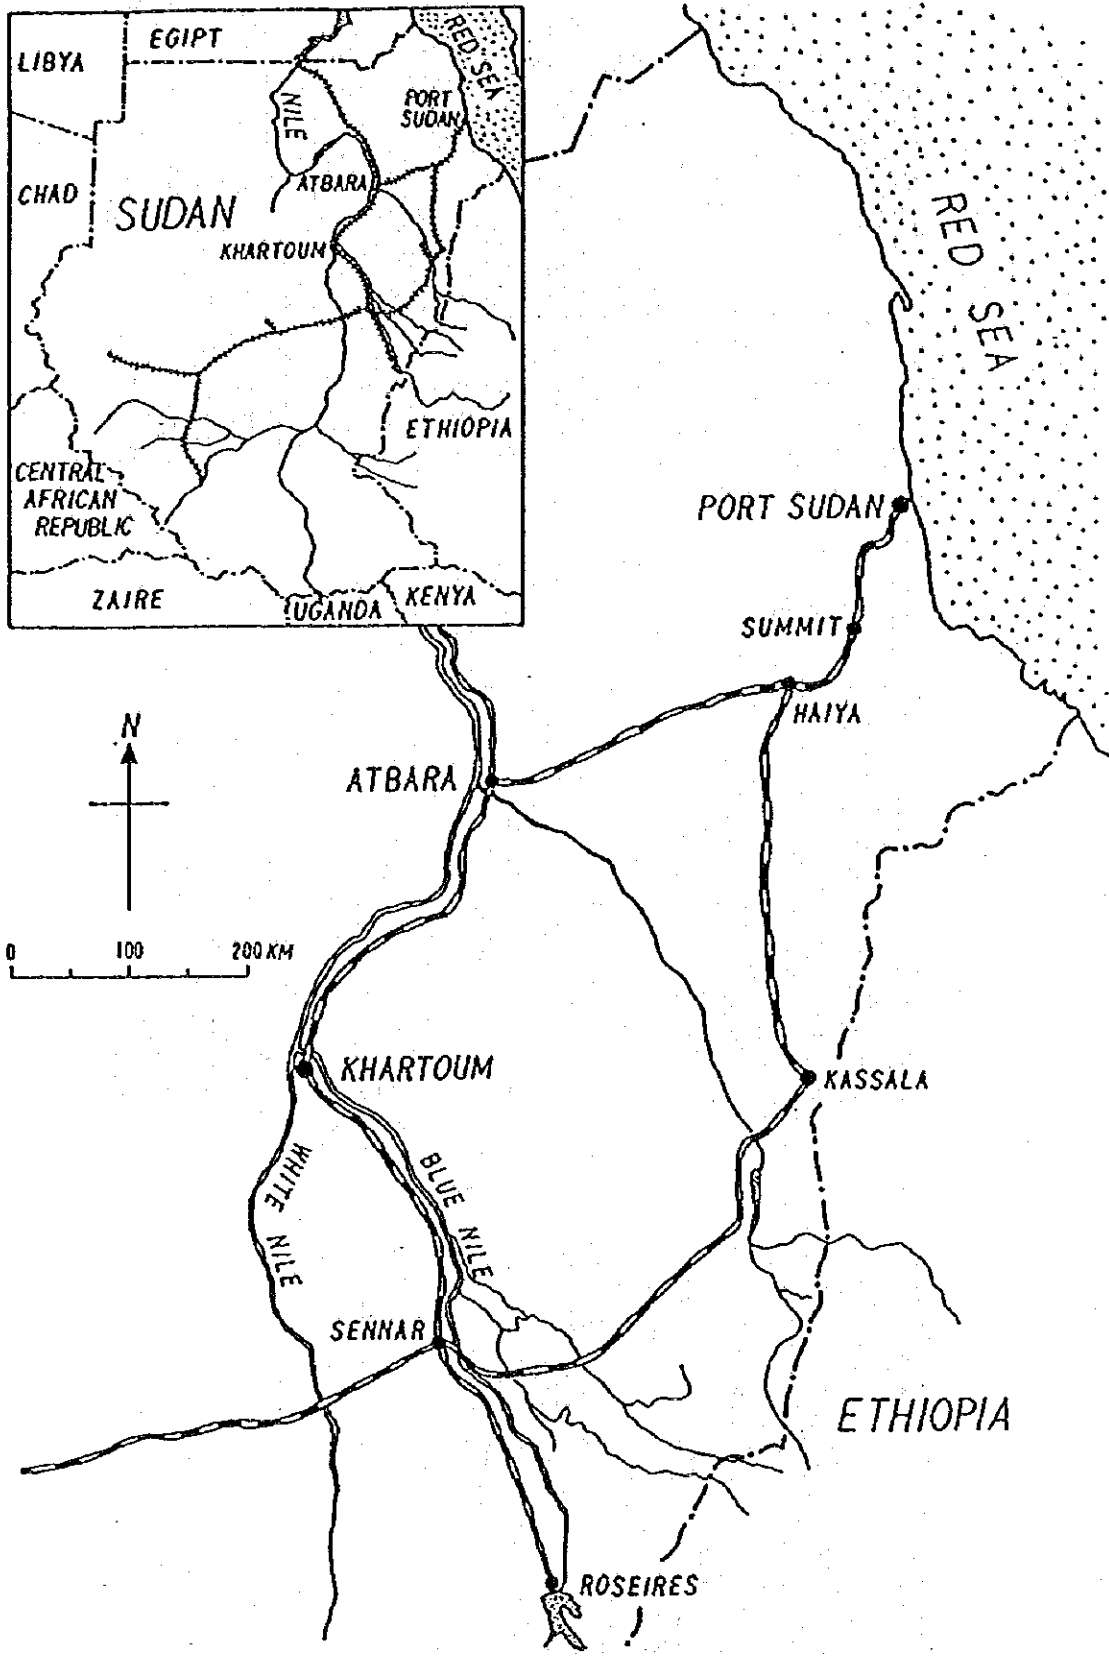 LIBYA
EGIPT
RED SEA
NILE
PORT
SUDAN
CHAD
ATBARA
SUDAN
KHARTOUM
ETHIOPIA
CENTRAL
AFRICAN
REPUBLIC
ZAIRE
UGANDA
KENYA
RED SEA
PORT SUDAN
SUMMIT
HAIYA
N
ATBARA
0 100 200 KM
KHARTOUM
KASSALA
WHITE NILE
BLUE NILE
SENNAR
ETHIOPIA
ROSEIRES